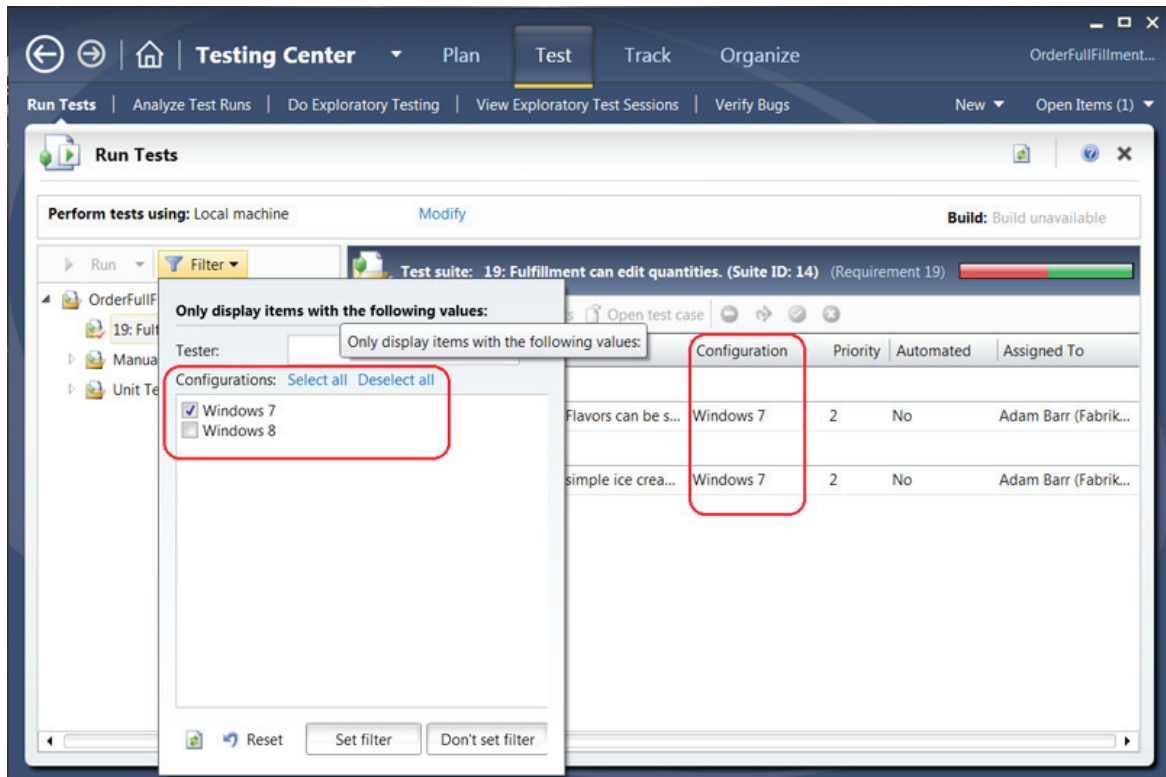 Testing Center Plan Test Track Organize OrderFullFillment...
Run Tests | Analyze Test Runs | Do Exploratory Testing | View Exploratory Test Sessions | Verify Bugs New Open Items (1)
Run Tests
Perform tests using: Local machine Modify Build: Build unavailable
Run Filter
Test suite: 19: Fulfillment can edit quantities. (Suite ID: 14) (Requirement 19)
OrderFullF
Only display items with the following values:
Open test case
19: Fulf
Only display items with the following values:
Tester:
Configuration Priority Automated Assigned To
Manua
Configurations: Select all Deselect all
Unit Te
Windows 7
Flavors can be s... Windows 7 2 No Adam Barr (Fabrik...
Windows 8
simple ice crea... Windows 7 2 No Adam Barr (Fabrik...
Reset Set filter Don't set filter